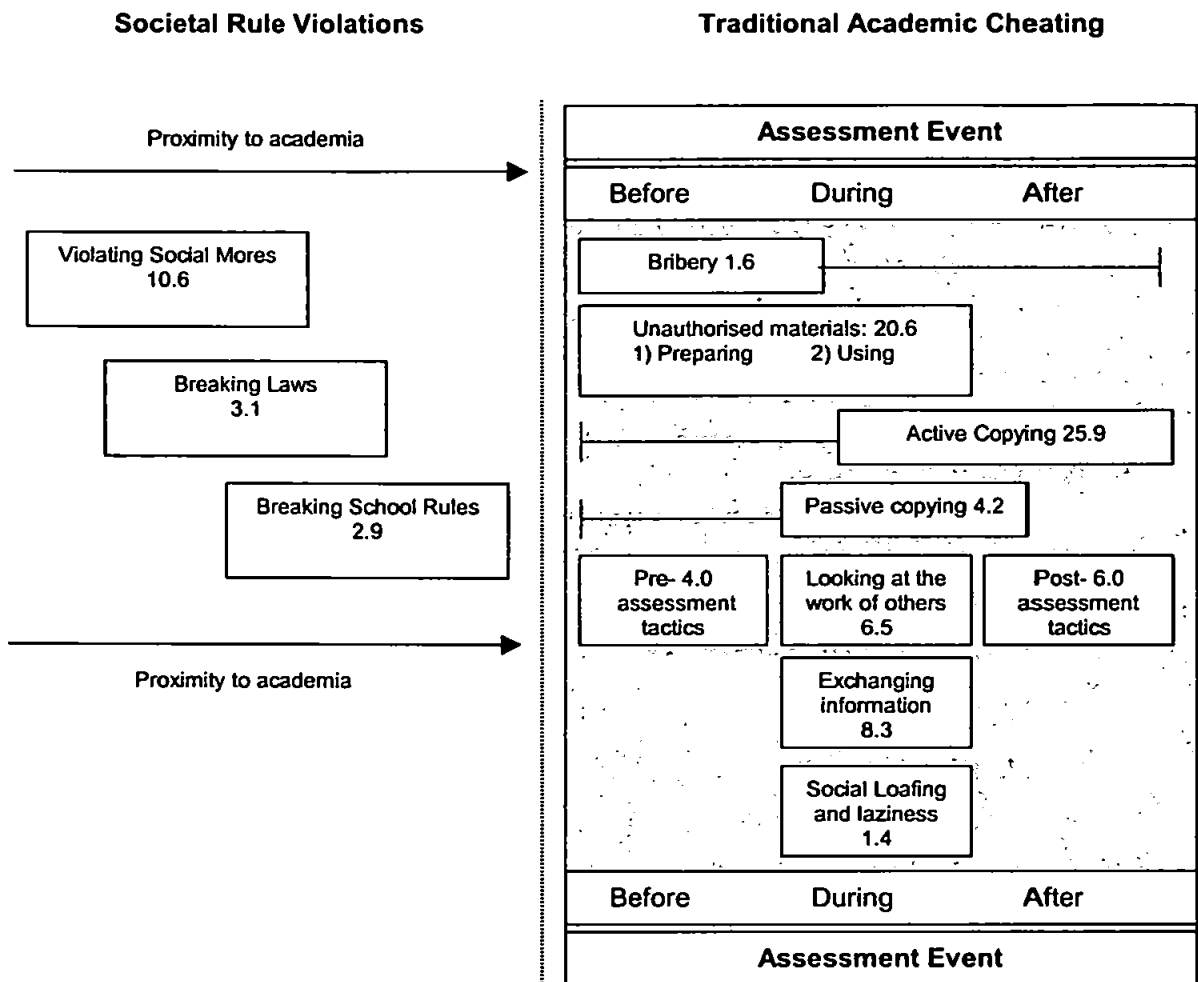 Societal Rule Violations
Traditional Academic Cheating
Proximity to academia
Violating Social Mores
10.6
Breaking Laws
3.1
Breaking School Rules
2.9
Proximity to academia
Assessment Event
Before During After
Bribery 1.6
Unauthorised materials: 20.6
1) Preparing 2) Using
Active Copying 25.9
Passive copying 4.2
Pre- 4.0
assessment
tactics
Looking at the
work of others
6.5
Post- 6.0
assessment
tactics
Exchanging
information
8.3
Social Loafing
and laziness
1.4
Before During After
Assessment Event